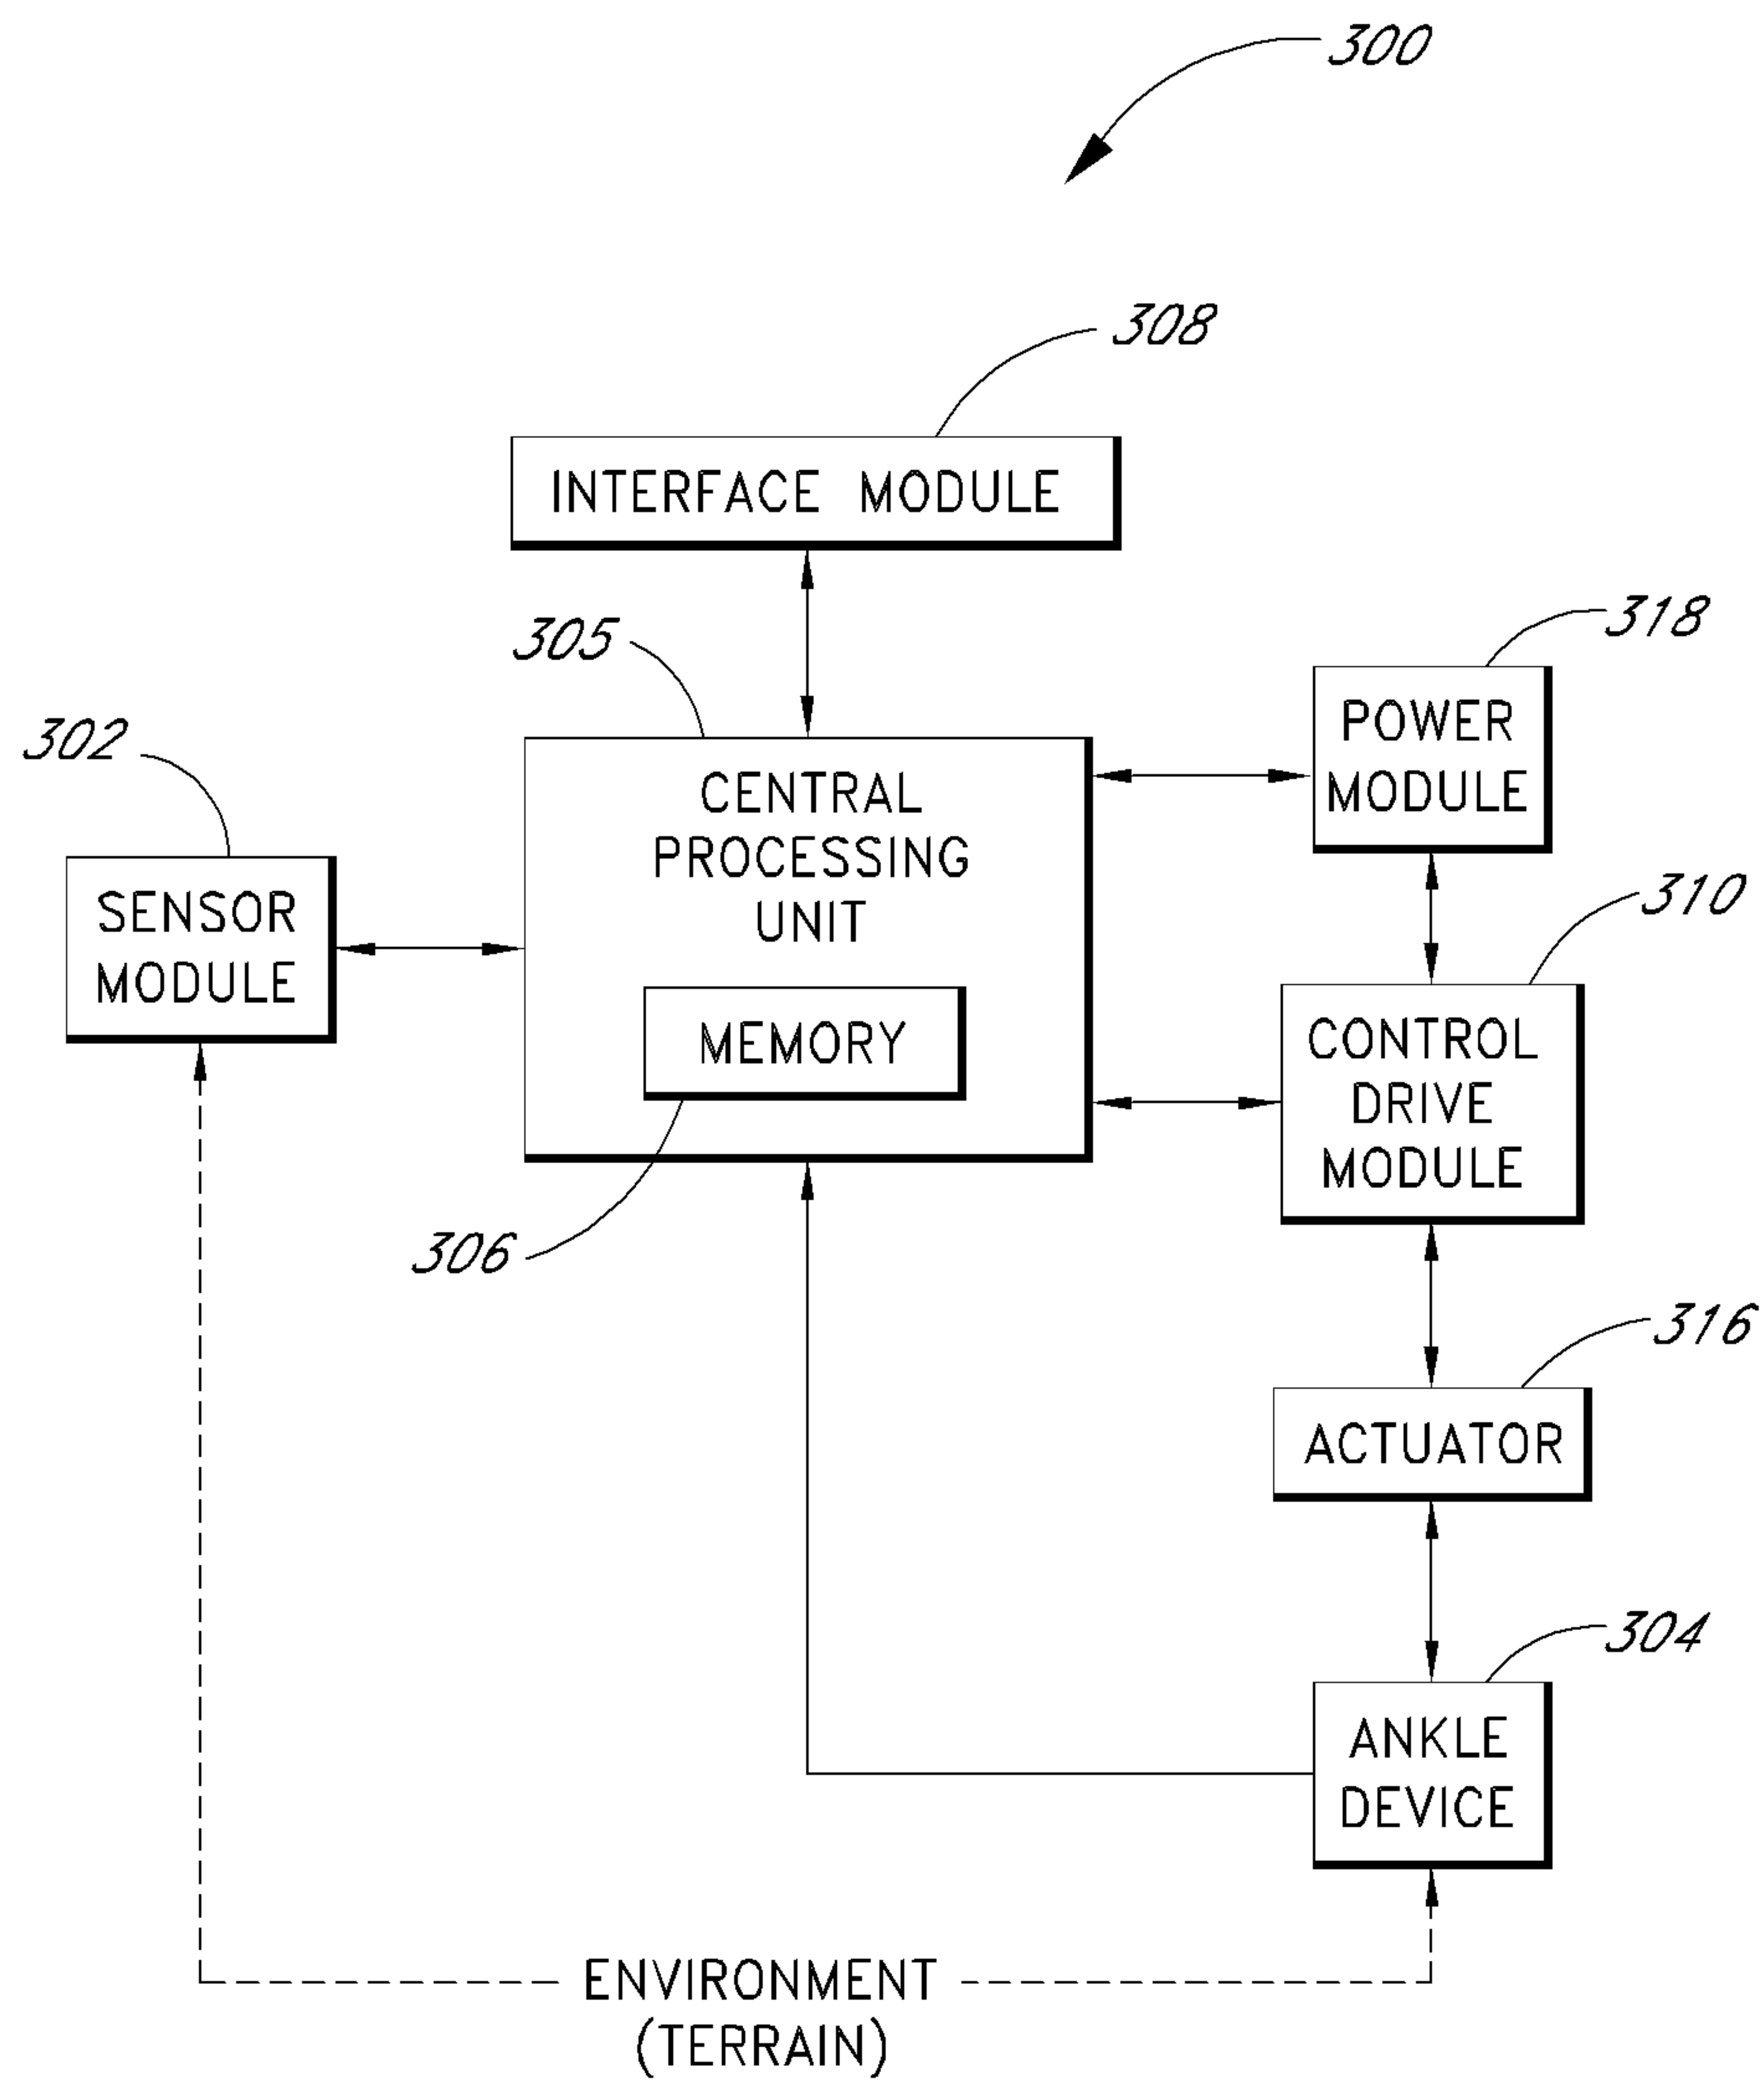 300
308
INTERFACE MODULE
305
318
POWER
MODULE
302
CENTRAL
PROCESSING
UNIT
SENSOR
MODULE
310
CONTROL
DRIVE
MODULE
MEMORY
306
316
ACTUATOR
304
ANKLE
DEVICE
ENVIRONMENT
(TERRAIN)